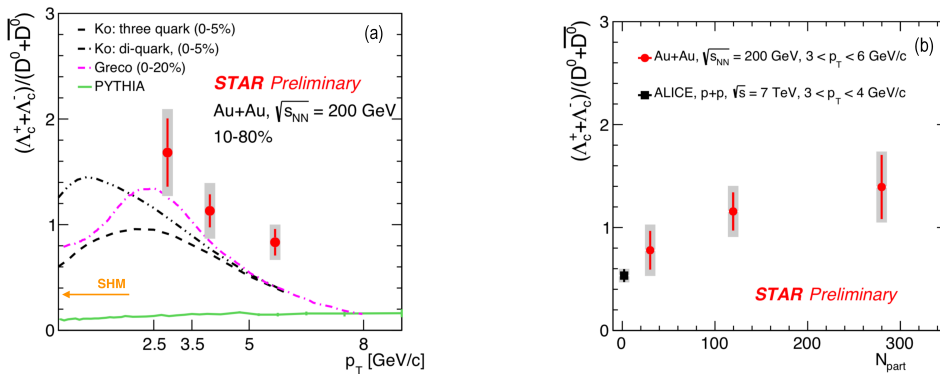 (Λc+ + Λc-)/(D0 + D̅0̅)
3
2
1
0
Ko: three quark (0-5%)
Ko: di-quark, (0-5%)
Greco (0-20%)
PYTHIA
(a)
STAR Preliminary
Au+Au, √sNN = 200 GeV
10-80%
SHM
2.5 3.5 5 6 8
pT [GeV/c]
(Λc+ + Λc-)/(D0 + D̅0̅)
3
2
1
0
(b)
Au+Au, √sNN = 200 GeV, 3 < pT < 6 GeV/c
ALICE, p+p, √s = 7 TeV, 3 < pT < 4 GeV/c
STAR Preliminary
0 100 200 300
Npart